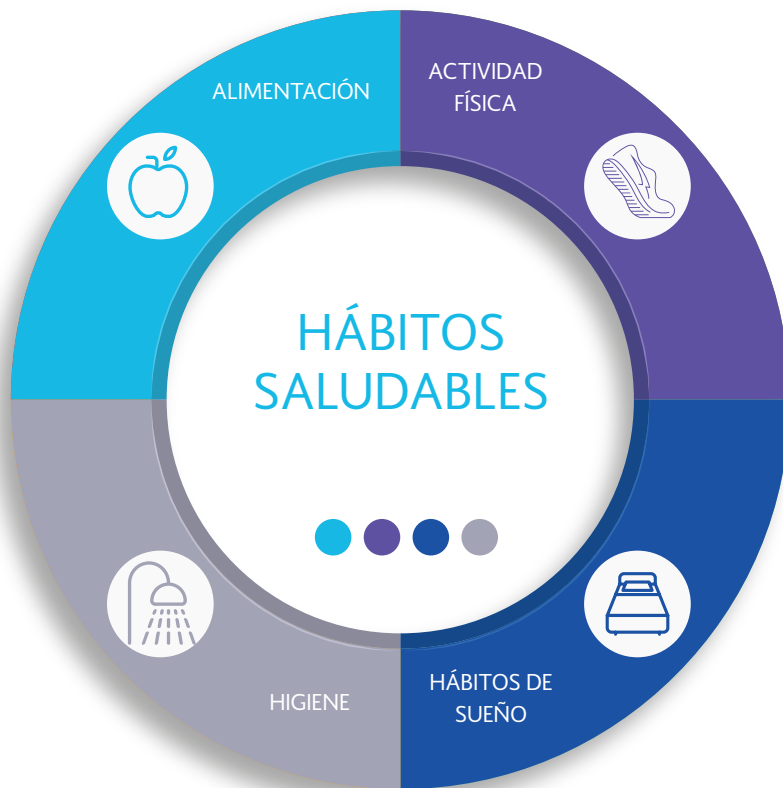 ALIMENTACIÓN
ACTIVIDAD
FÍSICA
HÁBITOS
SALUDABLES
HIGIENE
HÁBITOS DE
SUEÑO